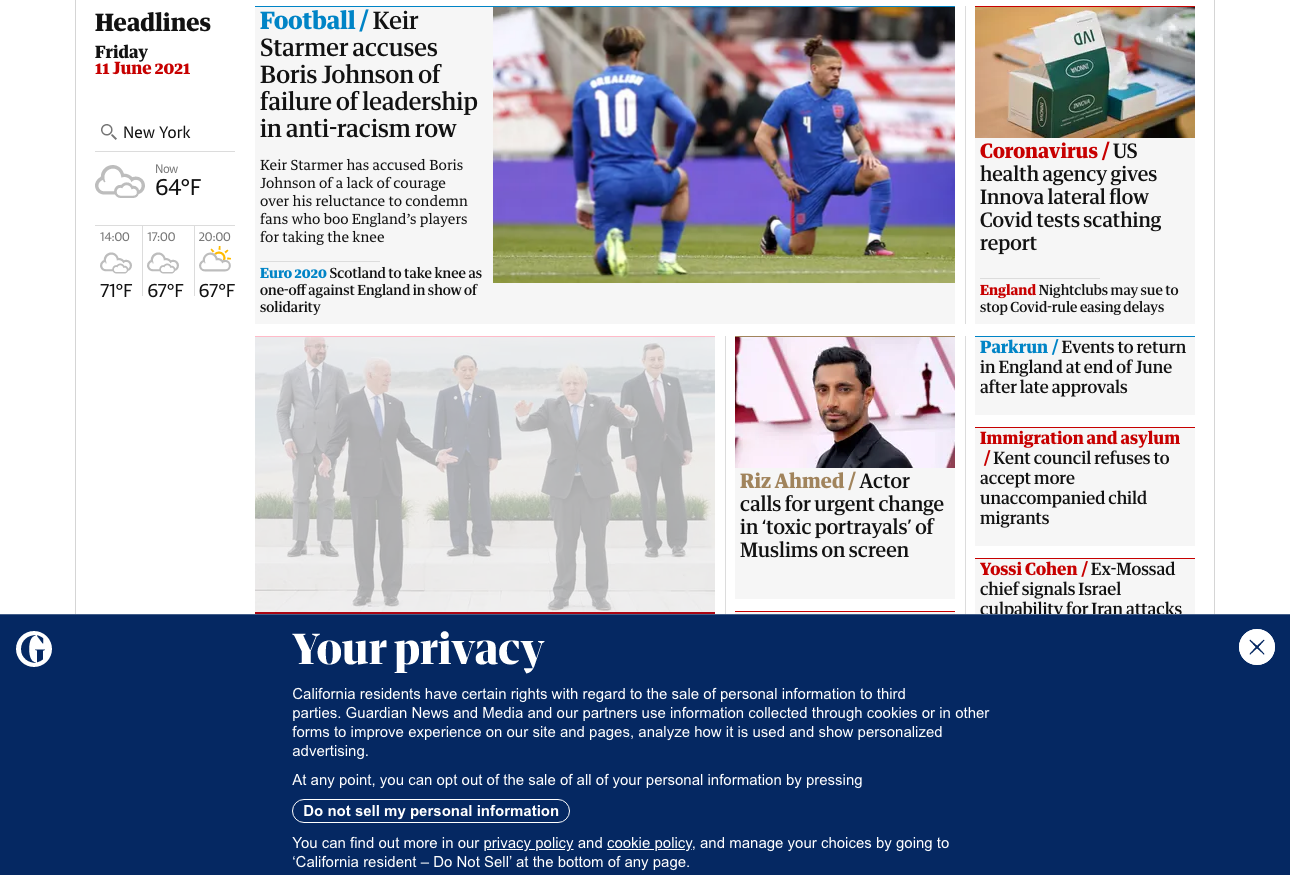 Headlines
Friday
11 June 2021
New York
Now
64°F
14:00
17:00
20:00
71°F
67°F
67°F
Football / Keir
Starmer accuses
Boris Johnson of
failure of leadership
in anti-racism row
Keir Starmer has accused Boris
Johnson of a lack of courage
over his reluctance to condemn
fans who boo England’s players
for taking the knee
Euro 2020 Scotland to take knee as
one-off against England in show of
solidarity
GREALISH
10
4
IVD
INNOVA
INNOVA
Coronavirus / US
health agency gives
Innova lateral flow
Covid tests scathing
report
England Nightclubs may sue to
stop Covid-rule easing delays
Riz Ahmed / Actor
calls for urgent change
in ‘toxic portrayals’ of
Muslims on screen
Parkrun / Events to return
in England at end of June
after late approvals
Immigration and asylum
/ Kent council refuses to
accept more
unaccompanied child
migrants
Yossi Cohen / Ex-Mossad
chief signals Israel
culpability for Iran attacks
G
Your privacy
California residents have certain rights with regard to the sale of personal information to third
parties. Guardian News and Media and our partners use information collected through cookies or in other
forms to improve experience on our site and pages, analyze how it is used and show personalized
advertising.
At any point, you can opt out of the sale of all of your personal information by pressing
Do not sell my personal information
You can find out more in our privacy policy and cookie policy, and manage your choices by going to
‘California resident – Do Not Sell’ at the bottom of any page.